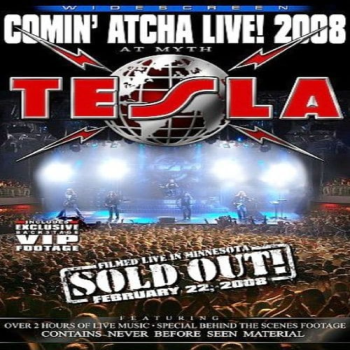 WIDESCREEN
COMIN' ATCHA LIVE! 2008
AT MYTH
TESLA
INCLUDES
EXCLUSIVE
BACKSTAGE
VIP
FOOTAGE
FILMED LIVE IN MINNESOTA
SOLD OUT!
FEBRUARY 22, 2008
FEATURING
OVER 2 HOURS OF LIVE MUSIC • SPECIAL BEHIND THE SCENES FOOTAGE
CONTAINS NEVER BEFORE SEEN MATERIAL